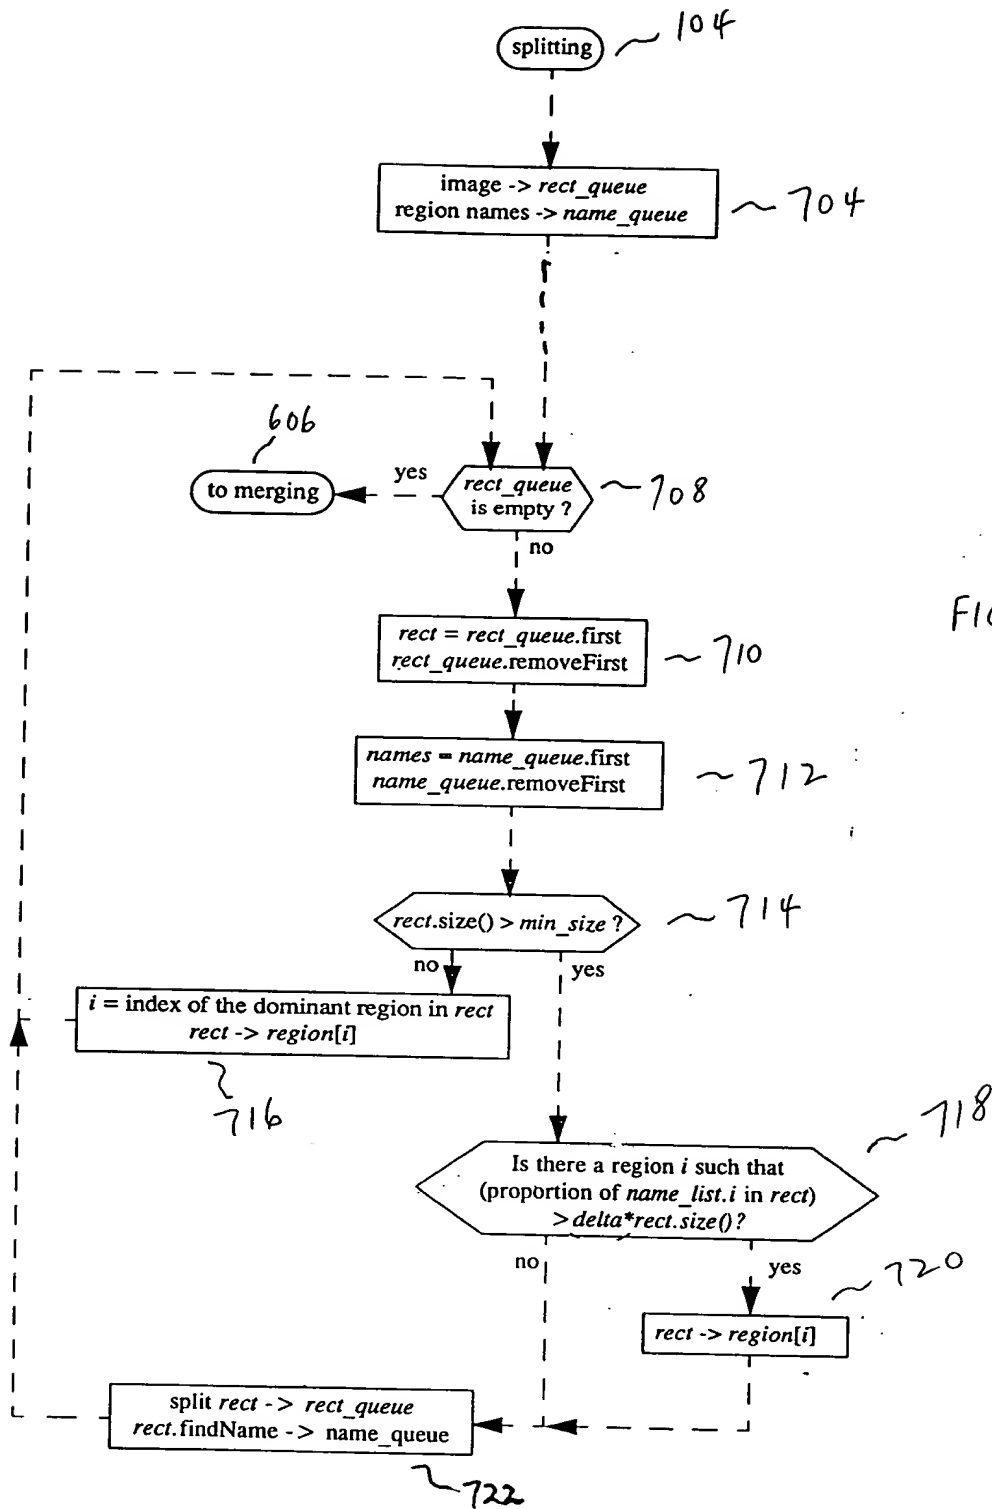 splitting
104
image -> rect_queue
region names -> name_queue
704
606
to merging
yes
rect_queue
is empty ?
708
no
FIG
rect = rect_queue.first
rect_queue.removeFirst
710
names = name_queue.first
name_queue.removeFirst
712
rect.size() > min_size ?
714
no
yes
i = index of the dominant region in rect
rect -> region[i]
716
718
Is there a region i such that
(proportion of name_list.i in rect)
>delta*rect.size()?
no
yes
720
rect -> region[i]
split rect -> rect_queue
rect.findName -> name_queue
722